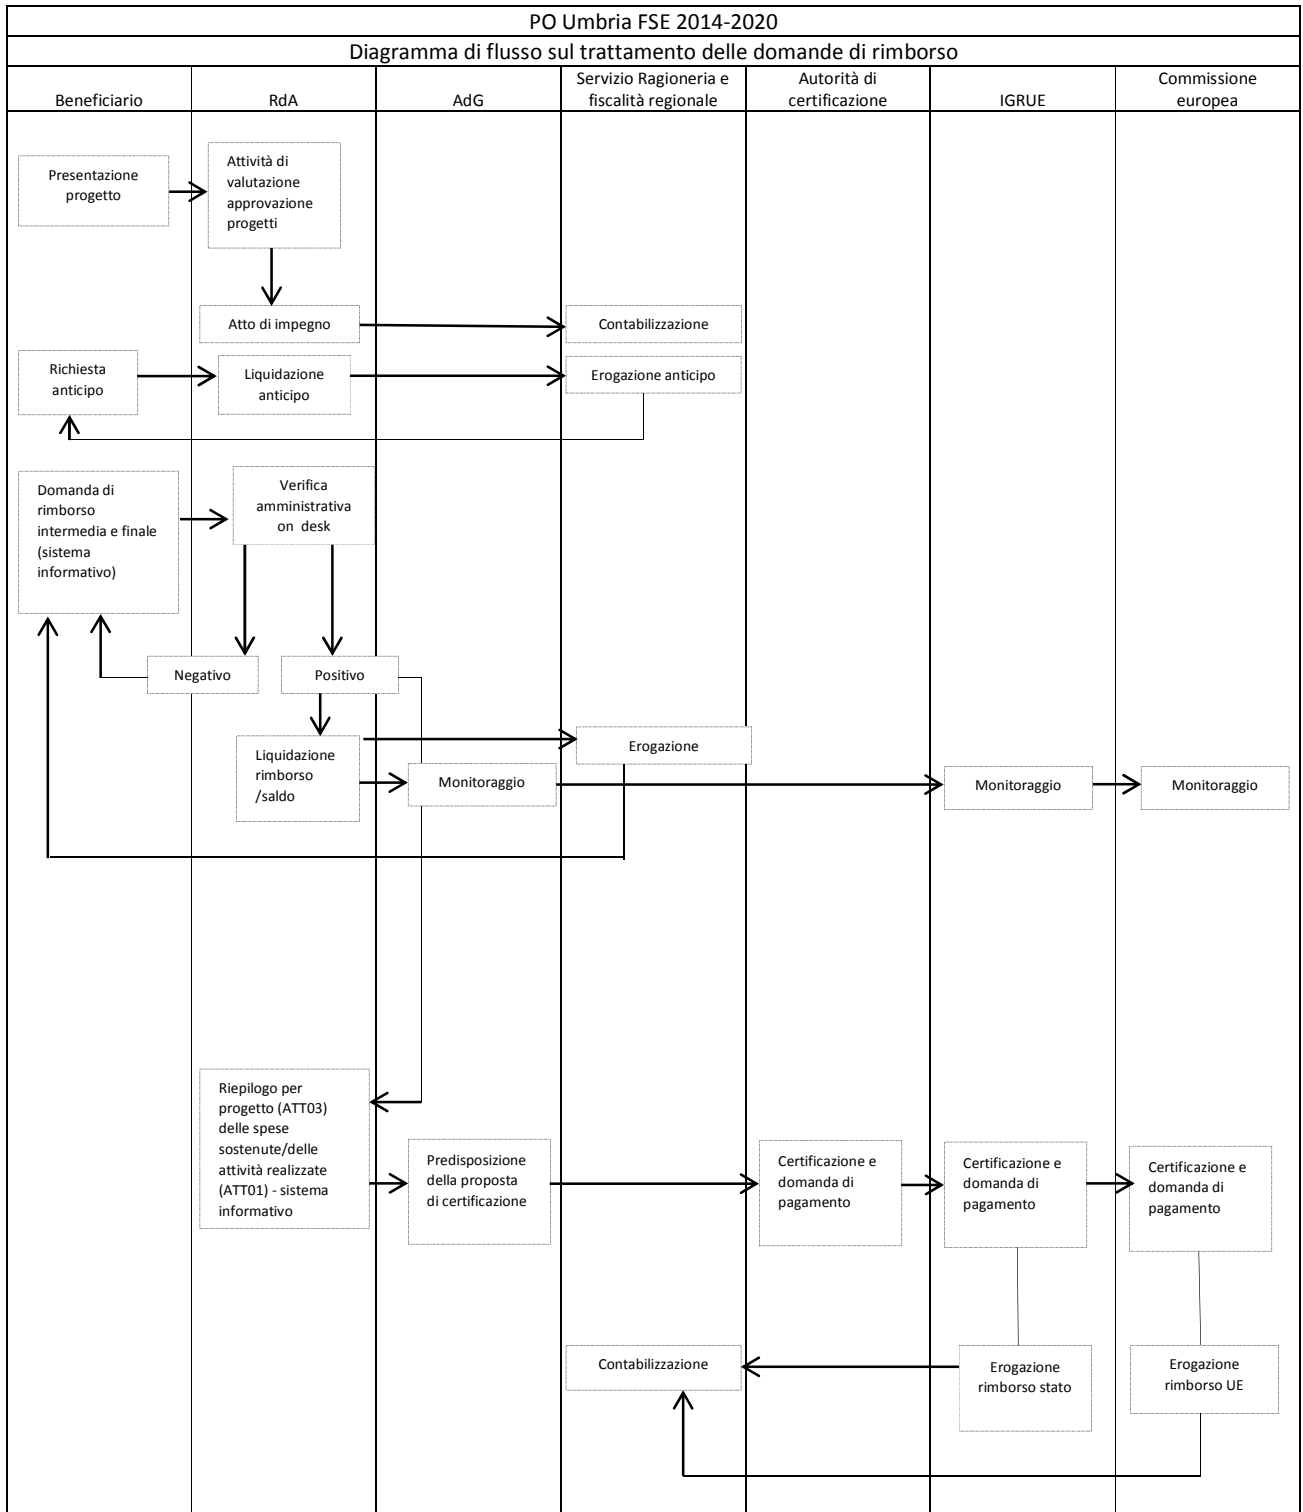 PO Umbria FSE 2014-2020
Diagramma di flusso sul trattamento delle domande di rimborso
Beneficiario
RdA
AdG
Servizio Ragioneria e
fiscalità regionale
Autorità di
certificazione
IGRUE
Commissione
europea
Presentazione
progetto
Attività di
valutazione
approvazione
progetti
Atto di impegno
Contabilizzazione
Richiesta
anticipo
Liquidazione
anticipo
Erogazione anticipo
Domanda di
rimborso
intermedia e finale
(sistema
informativo)
Verifica
amministrativa
on desk
Negativo
Positivo
Liquidazione
rimborso
/saldo
Erogazione
Monitoraggio
Monitoraggio
Monitoraggio
Riepilogo per
progetto (ATT03)
delle spese
sostenute/delle
attività realizzate
(ATT01) - sistema
informativo
Predisposizione
della proposta
di certificazione
Certificazione e
domanda di
pagamento
Certificazione e
domanda di
pagamento
Certificazione e
domanda di
pagamento
Contabilizzazione
Erogazione
rimborso stato
Erogazione
rimborso UE